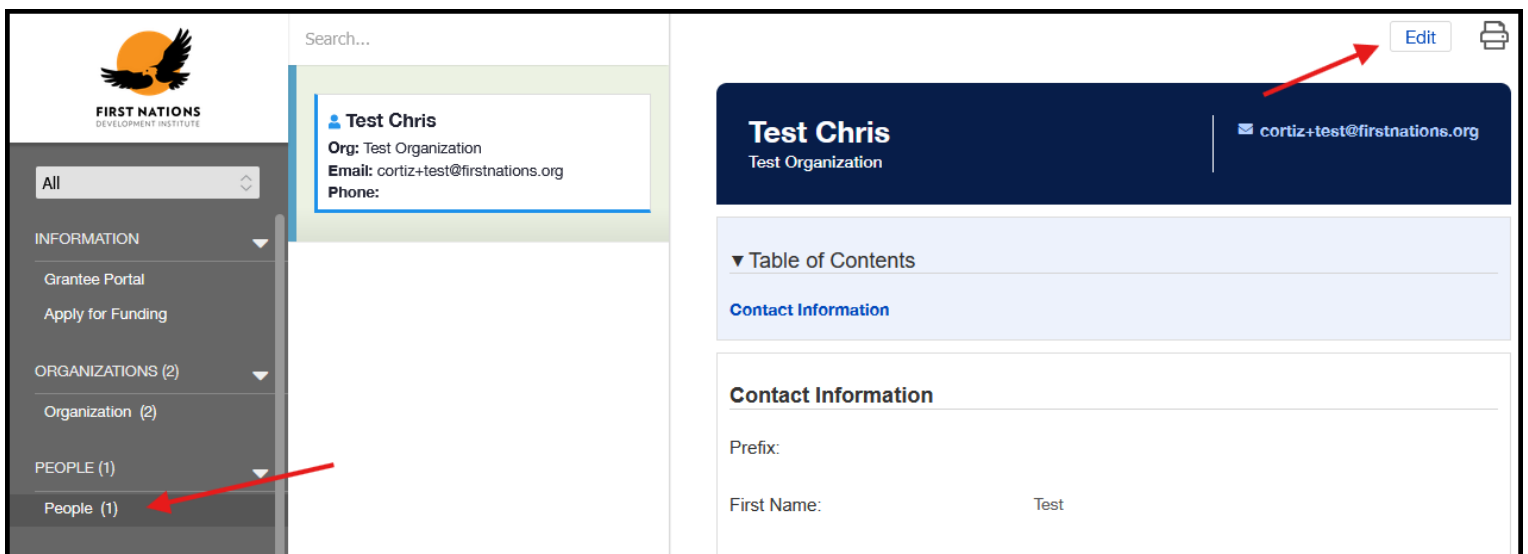 FIRST NATIONS
DEVELOPMENT INSTITUTE
All
INFORMATION
Grantee Portal
Apply for Funding
ORGANIZATIONS (2)
Organization (2)
PEOPLE (1)
People (1)
Search...
Test Chris
Org: Test Organization
Email: cortiz+test@firstnations.org
Phone:
Edit
Test Chris
Test Organization
cortiz+test@firstnations.org
Table of Contents
Contact Information
Contact Information
Prefix:
First Name: Test